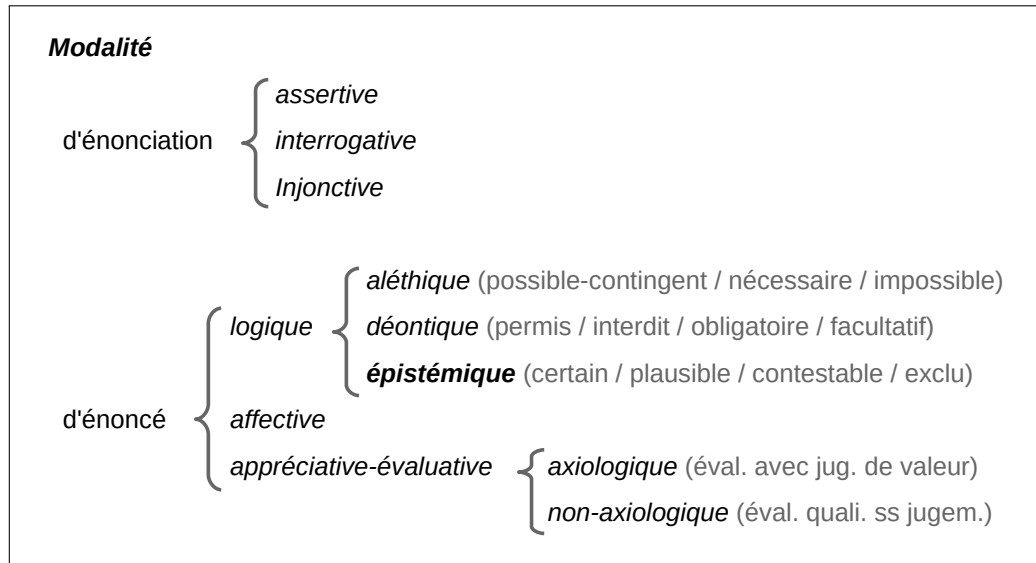 Modalité
assertive
d'énonciation
interrogative
Injonctive
aléthique (possible-contingent / nécessaire / impossible)
logique
déontique (permis / interdit / obligatoire / facultatif)
épistémique (certain / plausible / contestable / exclu)
d'énoncé
affective
appréciative-évaluative
axiologique (éval. avec jug. de valeur)
non-axiologique (éval. quali. ss jugem.)